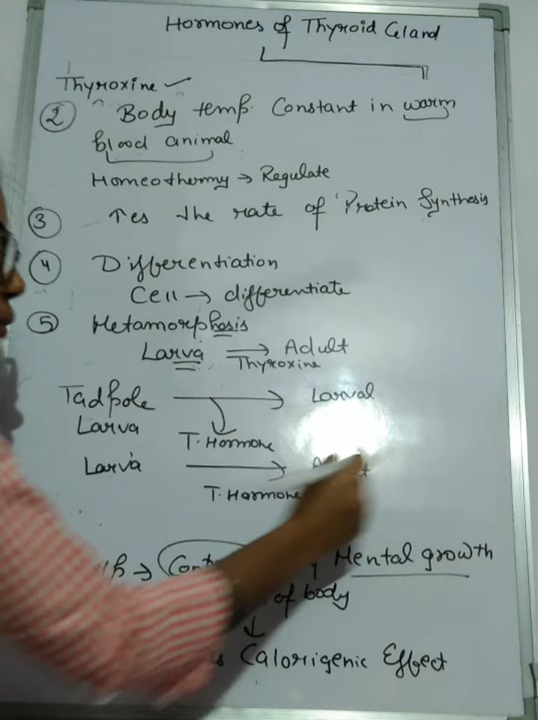 Hormones of Thyroid Gland
Thyroxine ✓
② Body temp. Constant in warm
blood animal
Homeothermy → Regulate
③ ↑es the rate of Protein Synthesis
④ Differentiation
Cell → differentiate
⑤ Metamorphosis
Larva → Adult
Thyroxine
Tadpole → Larval
Larva
T. Hormone
Larva →
T. Hormone
→ Mental growth
of body
↓
Calorigenic Effect